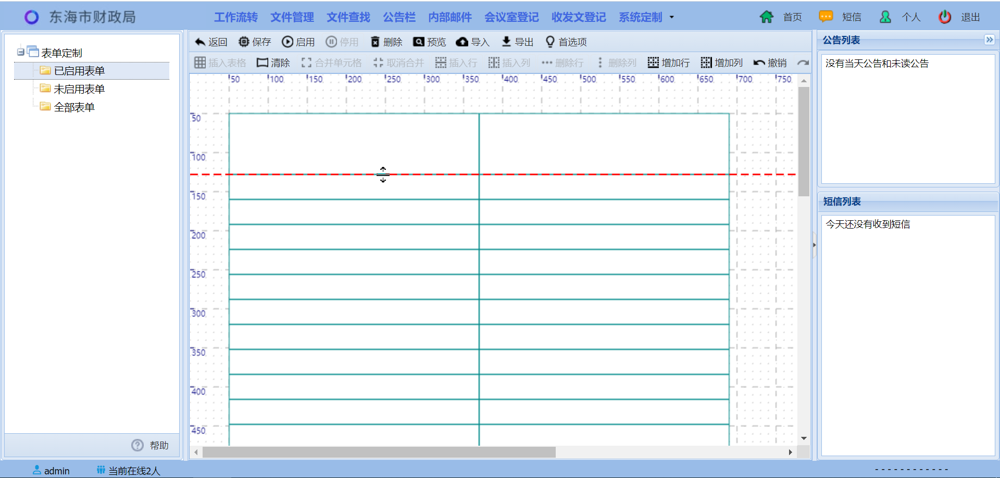 东海市财政局 工作流转 文件管理 文件查找 公告栏 内部邮件 会议室登记 收发文登记 系统定制 首页 短信 个人 退出
表单定制
已启用表单
未启用表单
全部表单
帮助
返回 保存 启用 停用 删除 预览 导入 导出 首选项
插入表格 清除 合并单元格 取消合并 插入行 插入列 删除行 删除列 增加行 增加列 撤销
50 100 150 200 250 300 350 400 450 500 550 600 650 700 750
50
100
150
200
250
300
350
400
450
公告列表
没有当天公告和未读公告
短信列表
今天还没有收到短信
admin 当前在线2人 - - - - - - - - - - - -